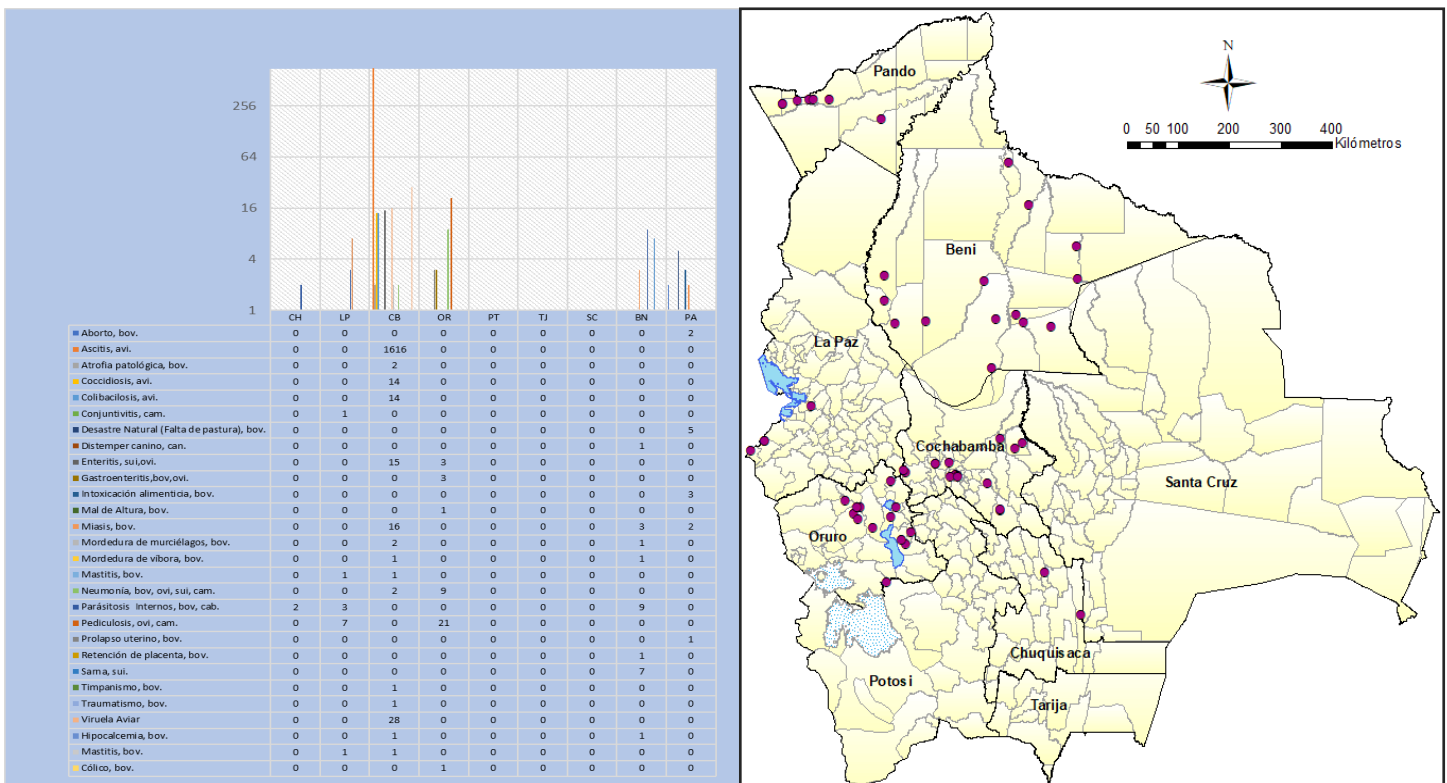 256
64
16
4
1
CH LP CB OR PT TJ SC BN PA
Aborto, bov. 0 0 0 0 0 0 0 0 2
Ascitis, avi. 0 0 1616 0 0 0 0 0 0
Atrofia patológica, bov. 0 0 2 0 0 0 0 0 0
Coccidiosis, avi. 0 0 14 0 0 0 0 0 0
Colibacilosis, avi. 0 0 14 0 0 0 0 0 0
Conjuntivitis, cam. 0 1 0 0 0 0 0 0 0
Desastre Natural (Falta de pastura), bov. 0 0 0 0 0 0 0 0 5
Distemper canino, can. 0 0 0 0 0 0 0 1 0
Enteritis, sui,ovi. 0 0 15 3 0 0 0 0 0
Gastroenteritis,bov,ovi. 0 0 0 3 0 0 0 0 0
Intoxicación alimenticia, bov. 0 0 0 0 0 0 0 0 3
Mal de Altura, bov. 0 0 0 1 0 0 0 0 0
Miasis, bov. 0 0 16 0 0 0 0 3 2
Mordedura de murciélagos, bov. 0 0 2 0 0 0 0 1 0
Mordedura de víbora, bov. 0 0 1 0 0 0 0 1 0
Mastitis, bov. 0 1 1 0 0 0 0 0 0
Neumonía, bov, ovi, sui, cam. 0 0 2 9 0 0 0 0 0
Parásitosis Internos, bov, cab. 2 3 0 0 0 0 0 9 0
Pediculosis, ovi, cam. 0 7 0 21 0 0 0 0 0
Prolapso uterino, bov. 0 0 0 0 0 0 0 0 1
Retención de placenta, bov. 0 0 0 0 0 0 0 1 0
Sarna, sui. 0 0 0 0 0 0 0 7 0
Timpanismo, bov. 0 0 1 0 0 0 0 0 0
Traumatismo, bov. 0 0 1 0 0 0 0 0 0
Viruela Aviar 0 0 28 0 0 0 0 0 0
Hipocalcemia, bov. 0 0 1 0 0 0 0 1 0
Mastitis, bov. 0 1 1 0 0 0 0 0 0
Cólico, bov. 0 0 0 1 0 0 0 0 0
N
0 50 100 200 300 400
Kilómetros
Pando
Beni
La Paz
Cochabamba
Santa Cruz
Oruro
Chuquisaca
Potosi
Tarija